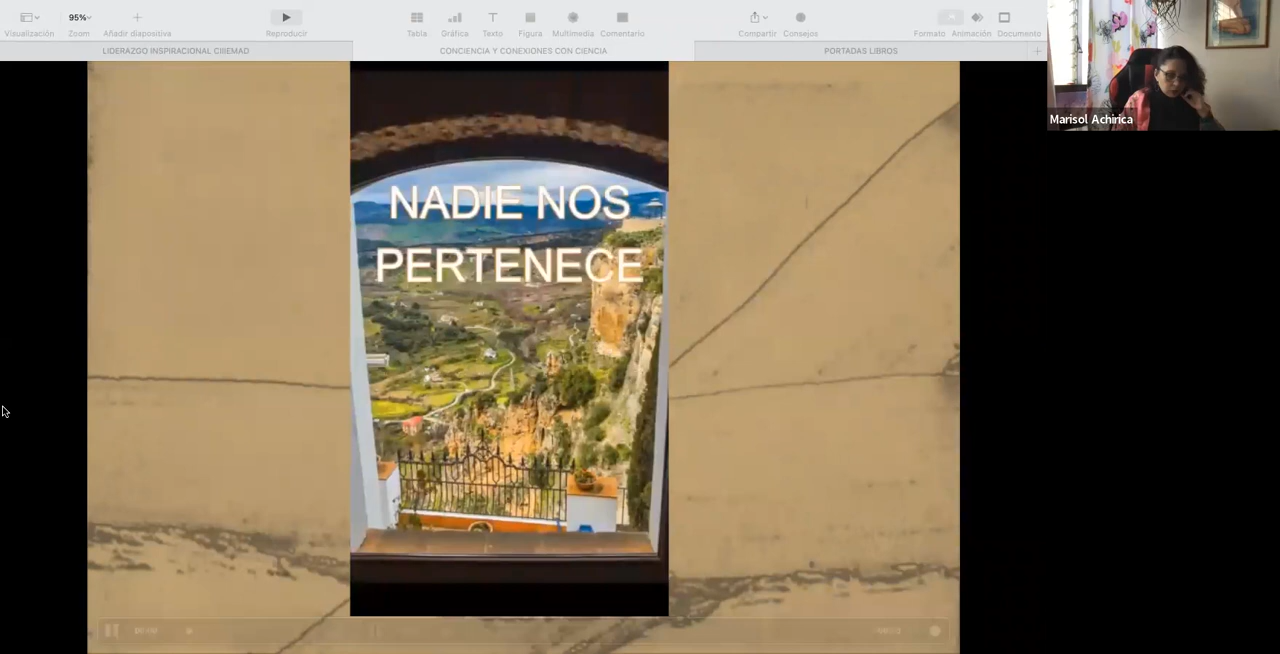 95%
Visualización
Zoom
Añadir diapositiva
Reproducir
Tabla
Gráfica
Texto
Figura
Multimedia
Comentario
Compartir
Consejos
Formato
Animación
Documento
LIDERAZGO INSPIRACIONAL CIIIEMAD
CONCIENCIA Y CONEXIONES CON CIENCIA
PORTADAS LIBROS
Marisol Achirica
NADIE NOS
PERTENECE